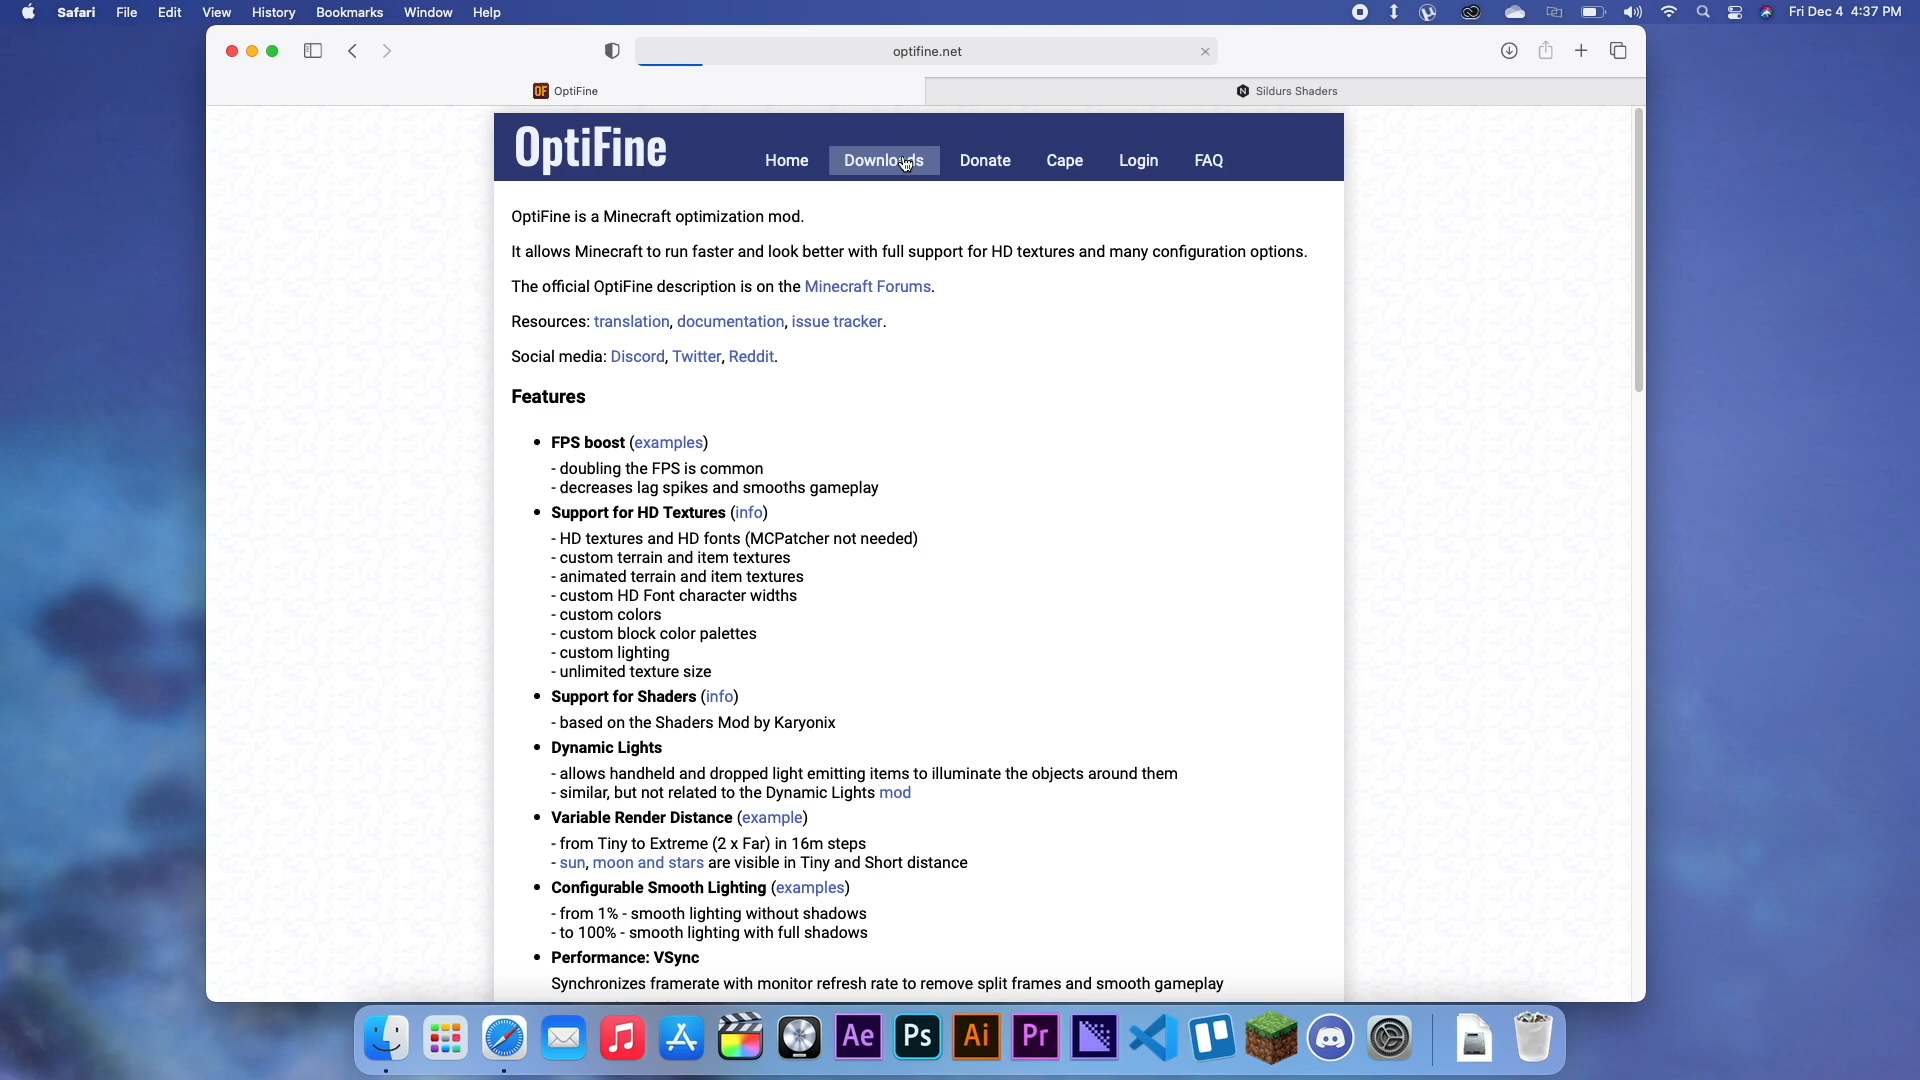 Safari File Edit View History Bookmarks Window Help Fri Dec 4 4:37 PM
optifine.net
OF OptiFine
N Sildurs Shaders
OptiFine
Home Downloads Donate Cape Login FAQ
OptiFine is a Minecraft optimization mod.
It allows Minecraft to run faster and look better with full support for HD textures and many configuration options.
The official OptiFine description is on the Minecraft Forums.
Resources: translation, documentation, issue tracker.
Social media: Discord, Twitter, Reddit.
Features
• FPS boost (examples)
- doubling the FPS is common
- decreases lag spikes and smooths gameplay
• Support for HD Textures (info)
- HD textures and HD fonts (MCPatcher not needed)
- custom terrain and item textures
- animated terrain and item textures
- custom HD Font character widths
- custom colors
- custom block color palettes
- custom lighting
- unlimited texture size
• Support for Shaders (info)
- based on the Shaders Mod by Karyonix
• Dynamic Lights
- allows handheld and dropped light emitting items to illuminate the objects around them
- similar, but not related to the Dynamic Lights mod
• Variable Render Distance (example)
- from Tiny to Extreme (2 x Far) in 16m steps
- sun, moon and stars are visible in Tiny and Short distance
• Configurable Smooth Lighting (examples)
- from 1% - smooth lighting without shadows
- to 100% - smooth lighting with full shadows
• Performance: VSync
Synchronizes framerate with monitor refresh rate to remove split frames and smooth gameplay
Ae Ps Ai Pr